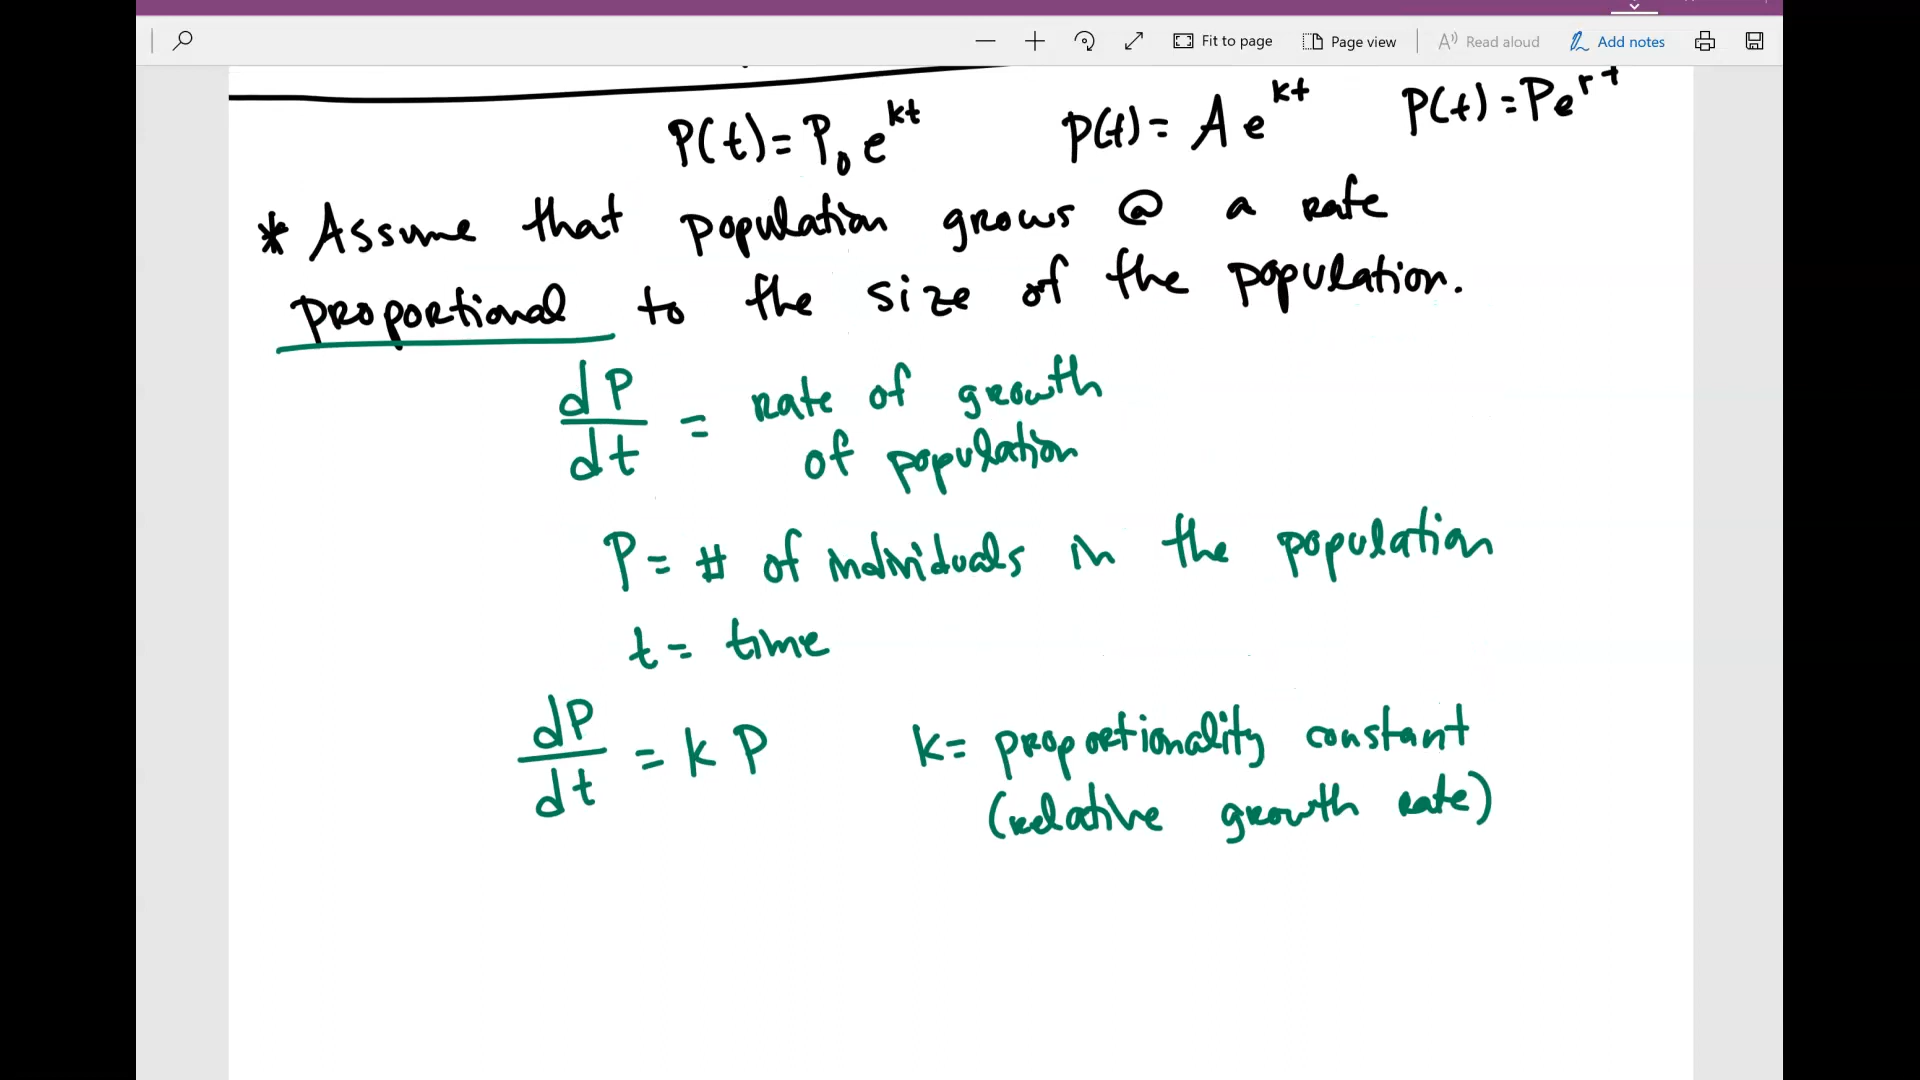 Fit to page Page view Read aloud Add notes
P(t) = P₀ e^{kt} P(t) = A e^{kt} P(t) = Pe^{rt}
* Assume that population grows @ a rate
proportional to the size of the population.
dP/dt = rate of growth
of population
P = # of individuals in the population
t = time
dP/dt = k P k = proportionality constant
(relative growth rate)